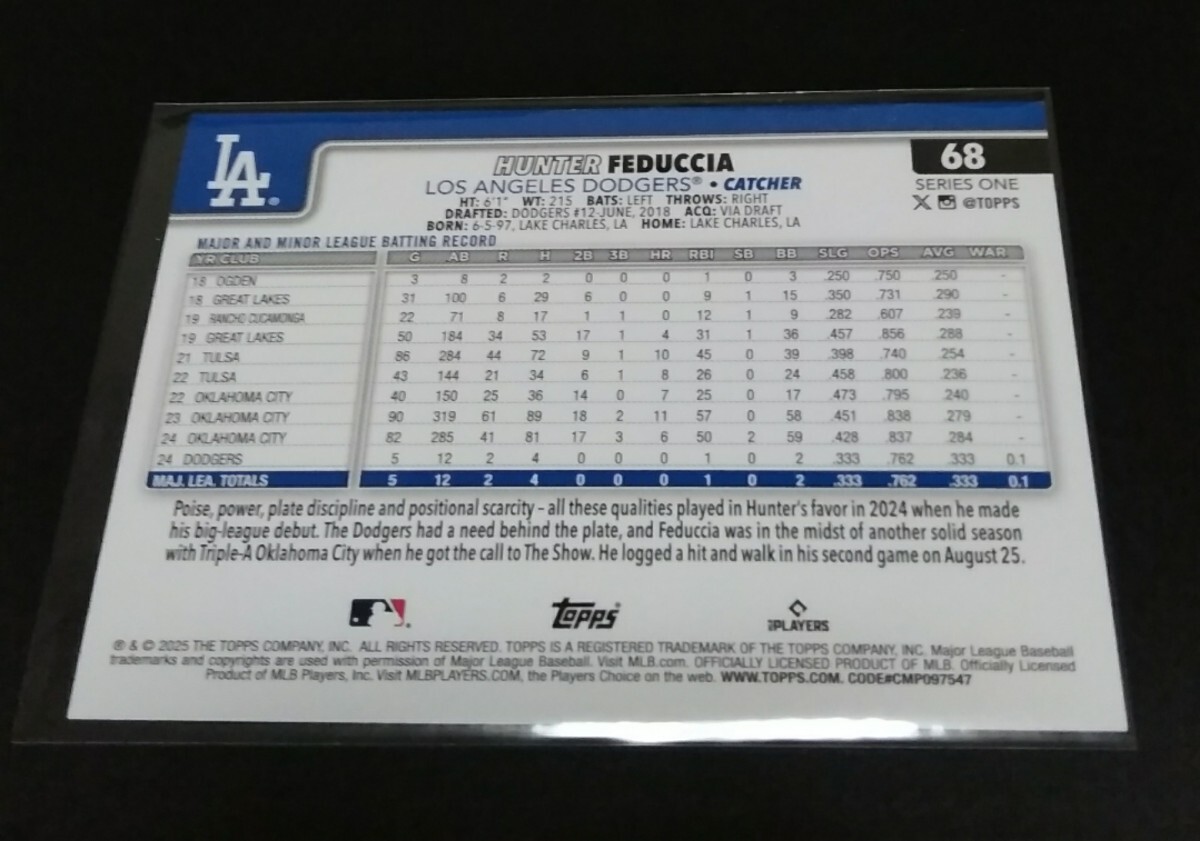 LA
HUNTER FEDUCCIA
68
LOS ANGELES DODGERS® • CATCHER
SERIES ONE
HT: 6'1" WT: 215 BATS: LEFT THROWS: RIGHT
@TOPPS
DRAFTED: DODGERS #12-JUNE, 2018 ACQ: VIA DRAFT
BORN: 6-5-97, LAKE CHARLES, LA HOME: LAKE CHARLES, LA
MAJOR AND MINOR LEAGUE BATTING RECORD
YR CLUB G AB R H 2B 3B HR RBI SB BB SLG OPS AVG WAR
18 OGDEN 3 8 2 2 0 0 0 1 0 3 .250 .750 .250 -
18 GREAT LAKES 31 100 6 29 6 0 0 9 1 15 .350 .731 .290 -
19 RANCHO CUCAMONGA 22 71 8 17 1 1 0 12 1 9 .282 .607 .239 -
19 GREAT LAKES 50 184 34 53 17 1 4 31 1 36 .457 .856 .288 -
21 TULSA 86 284 44 72 9 1 10 45 0 39 .398 .740 .254 -
22 TULSA 43 144 21 34 6 1 8 26 0 24 .458 .800 .236 -
22 OKLAHOMA CITY 40 150 25 36 14 0 7 25 0 17 .473 .795 .240 -
23 OKLAHOMA CITY 90 319 61 89 18 2 11 57 0 58 .451 .838 .279 -
24 OKLAHOMA CITY 82 285 41 81 17 3 6 50 2 59 .428 .837 .284 -
24 DODGERS 5 12 2 4 0 0 0 1 0 2 .333 .762 .333 0.1
MAJ. LEA. TOTALS 5 12 2 4 0 0 0 1 0 2 .333 .762 .333 0.1
Poise, power, plate discipline and positional scarcity – all these qualities played in Hunter's favor in 2024 when he made
his big-league debut. The Dodgers had a need behind the plate, and Feduccia was in the midst of another solid season
with Triple-A Oklahoma City when he got the call to The Show. He logged a hit and walk in his second game on August 25.
topps® PLAYERS
® & © 2025 THE TOPPS COMPANY, INC. ALL RIGHTS RESERVED. TOPPS IS A REGISTERED TRADEMARK OF THE TOPPS COMPANY, INC. Major League Baseball
trademarks and copyrights are used with permission of Major League Baseball. Visit MLB.com. OFFICIALLY LICENSED PRODUCT OF MLB. Officially Licensed
Product of MLB Players, Inc. Visit MLBPLAYERS.COM, the Players Choice on the web. WWW.TOPPS.COM. CODE#CMP097547